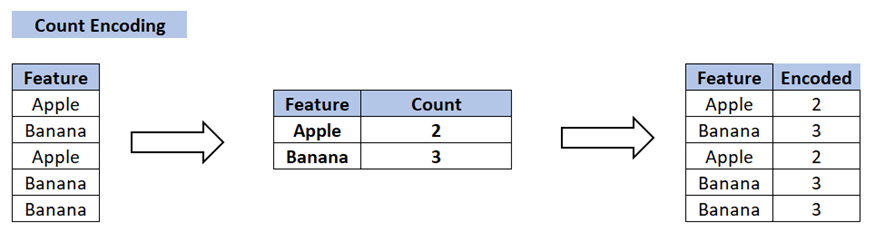 Count Encoding
Feature
Apple
Banana
Apple
Banana
Banana
Feature Count
Apple 2
Banana 3
Feature Encoded
Apple 2
Banana 3
Apple 2
Banana 3
Banana 3